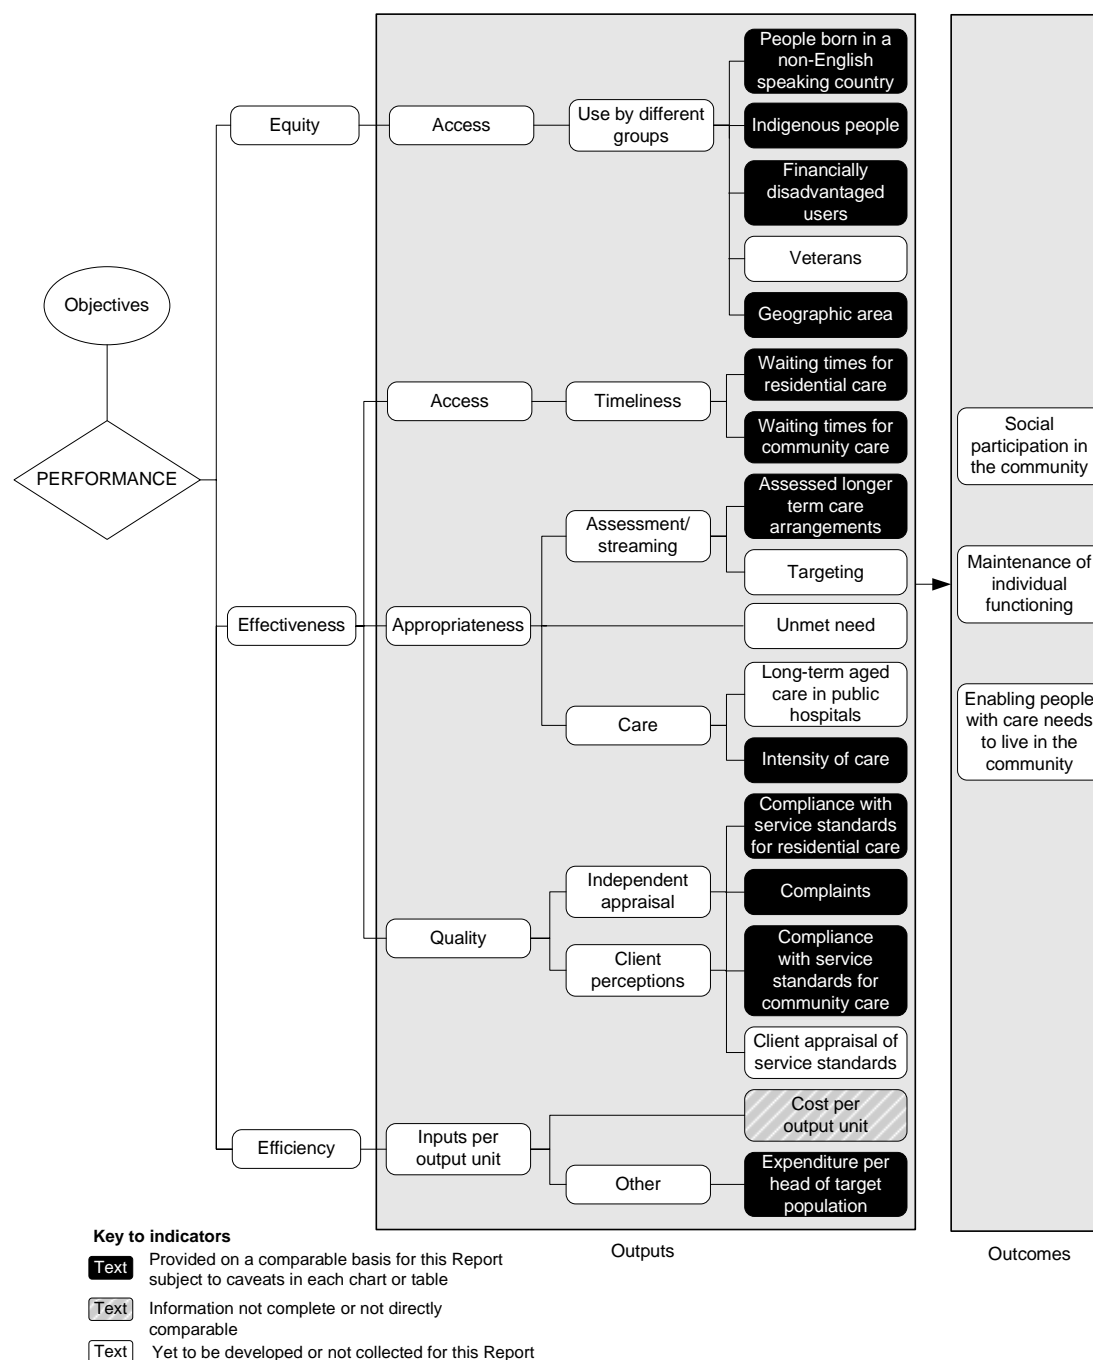 People born in a
non-English
speaking country
Equity
Access
Use by different
groups
Indigenous people
Financially
disadvantaged
users
Veterans
Objectives
Geographic area
Waiting times for
residential care
Access
Timeliness
Waiting times for
community care
Social
participation in
the community
PERFORMANCE
Assessed longer
term care
arrangements
Assessment/
streaming
Targeting
Maintenance of
individual
functioning
Effectiveness
Appropriateness
Unmet need
Long-term aged
care in public
hospitals
Care
Intensity of care
Enabling people
with care needs
to live in the
community
Compliance with
service standards
for residential care
Independent
appraisal
Complaints
Quality
Client
perceptions
Compliance
with service
standards for
community care
Client appraisal of
service standards
Cost per
output unit
Efficiency
Inputs per
output unit
Other
Expenditure per
head of target
population
Outputs
Outcomes
Key to indicators
Text Provided on a comparable basis for this Report
subject to caveats in each chart or table
Text Information not complete or not directly
comparable
Text Yet to be developed or not collected for this Report